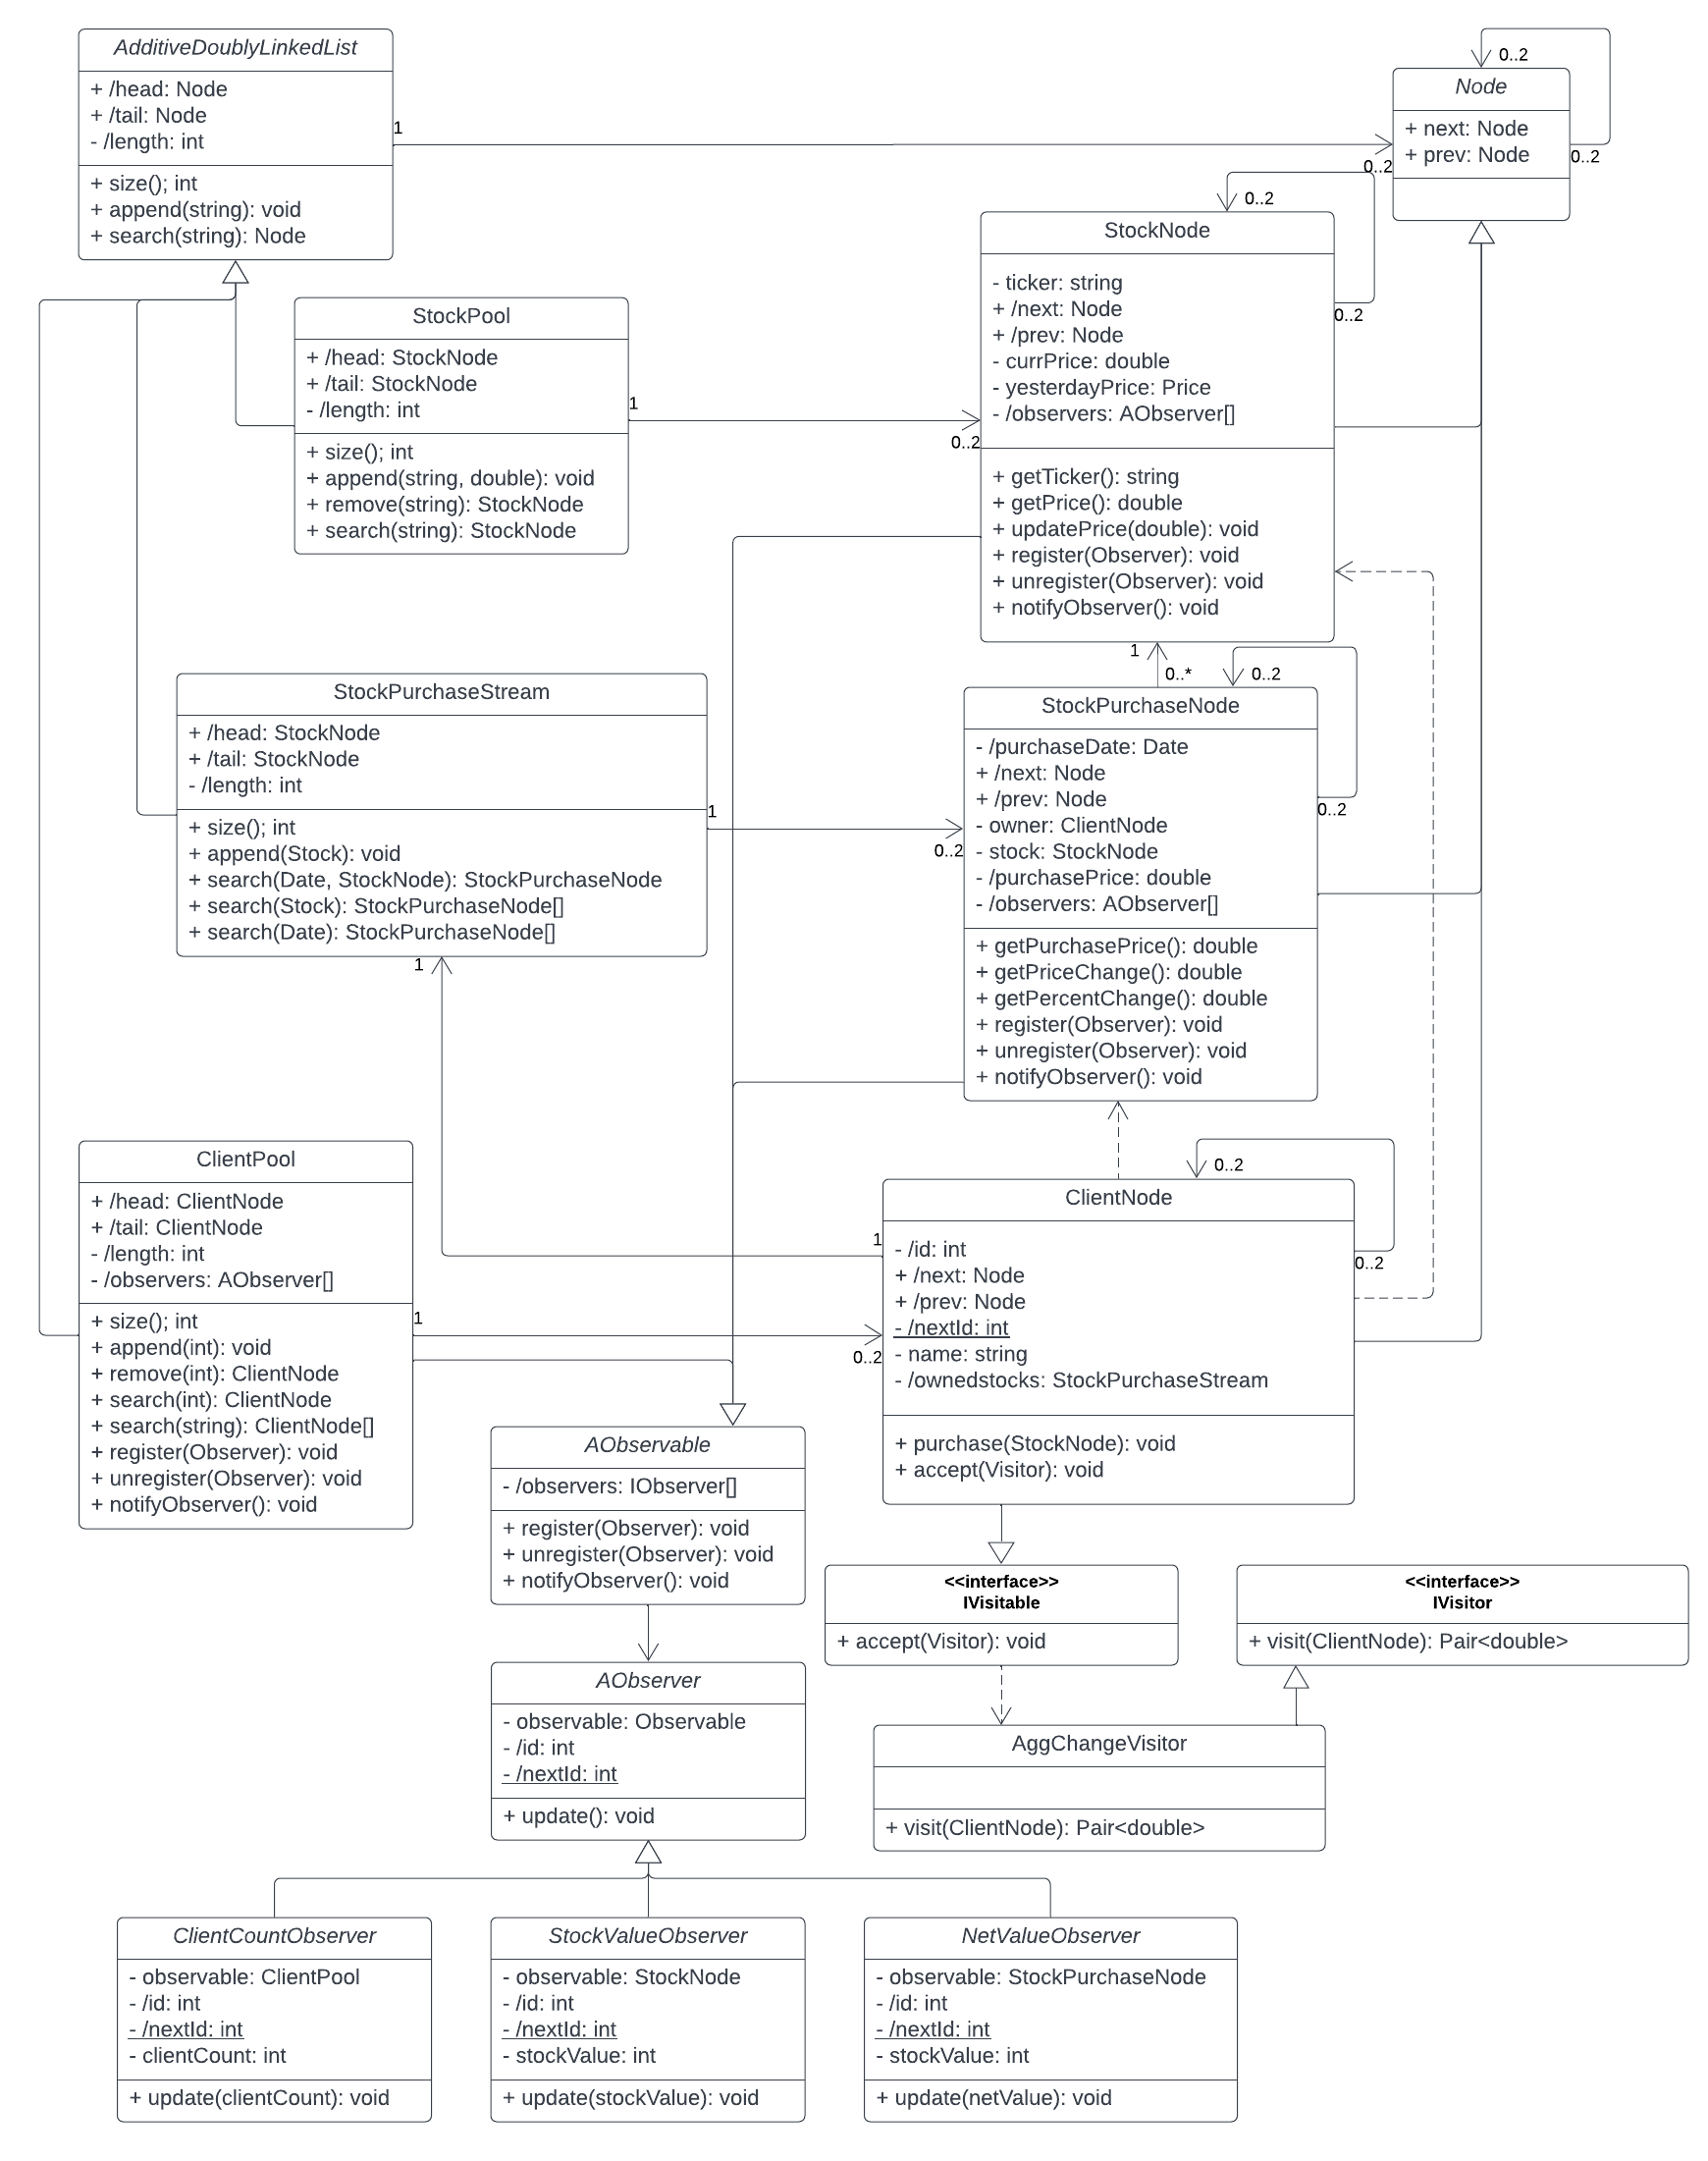 AdditiveDoublyLinkedList
+ /head: Node
+ /tail: Node
- /length: int
+ size(); int
+ append(string): void
+ search(string): Node
1
0..2
0..2
Node
+ next: Node
+ prev: Node
0..2
StockNode
- ticker: string
+ /next: Node
+ /prev: Node
- currPrice: double
- yesterdayPrice: Price
- /observers: AObserver[]
+ getTicker(): string
+ getPrice(): double
+ updatePrice(double): void
+ register(Observer): void
+ unregister(Observer): void
+ notifyObserver(): void
0..2
0..2
StockPool
+ /head: StockNode
+ /tail: StockNode
- /length: int
+ size(); int
+ append(string, double): void
+ remove(string): StockNode
+ search(string): StockNode
1
0..2
1
0..*
0..2
StockPurchaseStream
+ /head: StockNode
+ /tail: StockNode
- /length: int
+ size(); int
+ append(Stock): void
+ search(Date, StockNode): StockPurchaseNode
+ search(Stock): StockPurchaseNode[]
+ search(Date): StockPurchaseNode[]
1
0..2
1
StockPurchaseNode
- /purchaseDate: Date
+ /next: Node
+ /prev: Node
- owner: ClientNode
- stock: StockNode
- /purchasePrice: double
- /observers: AObserver[]
+ getPurchasePrice(): double
+ getPriceChange(): double
+ getPercentChange(): double
+ register(Observer): void
+ unregister(Observer): void
+ notifyObserver(): void
0..2
ClientPool
+ /head: ClientNode
+ /tail: ClientNode
- /length: int
- /observers: AObserver[]
+ size(); int
+ append(int): void
+ remove(int): ClientNode
+ search(int): ClientNode
+ search(string): ClientNode[]
+ register(Observer): void
+ unregister(Observer): void
+ notifyObserver(): void
1
0..2
1
0..2
ClientNode
- /id: int
+ /next: Node
+ /prev: Node
- /nextId: int
- name: string
- /ownedstocks: StockPurchaseStream
+ purchase(StockNode): void
+ accept(Visitor): void
0..2
AObservable
- /observers: IObserver[]
+ register(Observer): void
+ unregister(Observer): void
+ notifyObserver(): void
<<interface>>
IVisitable
+ accept(Visitor): void
<<interface>>
IVisitor
+ visit(ClientNode): Pair<double>
AObserver
- observable: Observable
- /id: int
- /nextId: int
+ update(): void
AggChangeVisitor
+ visit(ClientNode): Pair<double>
ClientCountObserver
- observable: ClientPool
- /id: int
- /nextId: int
- clientCount: int
+ update(clientCount): void
StockValueObserver
- observable: StockNode
- /id: int
- /nextId: int
- stockValue: int
+ update(stockValue): void
NetValueObserver
- observable: StockPurchaseNode
- /id: int
- /nextId: int
- stockValue: int
+ update(netValue): void